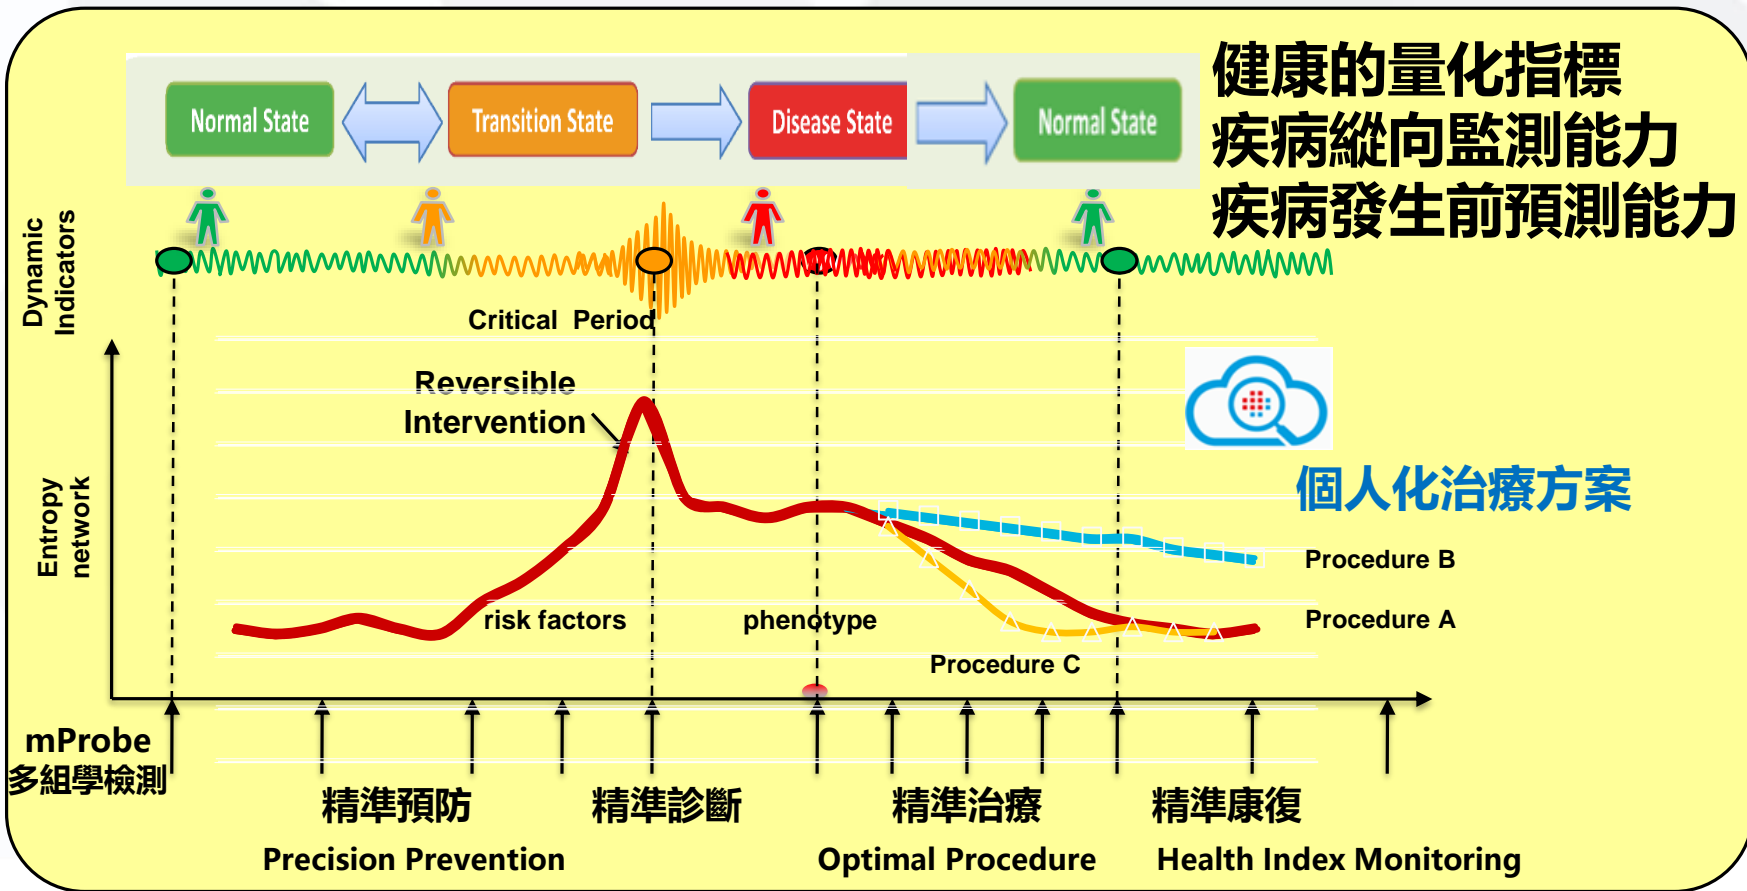 健康的量化指標
疾病縱向監測能力
疾病發生前預測能力
Normal State
Transition State
Disease State
Normal State
Dynamic
Indicators
Critical Period
Reversible
Intervention
個人化治療方案
Entropy
network
Procedure B
risk factors
phenotype
Procedure A
Procedure C
mProbe
多組學檢測
精準預防
精準診斷
精準治療
精準康復
Precision Prevention
Optimal Procedure
Health Index Monitoring